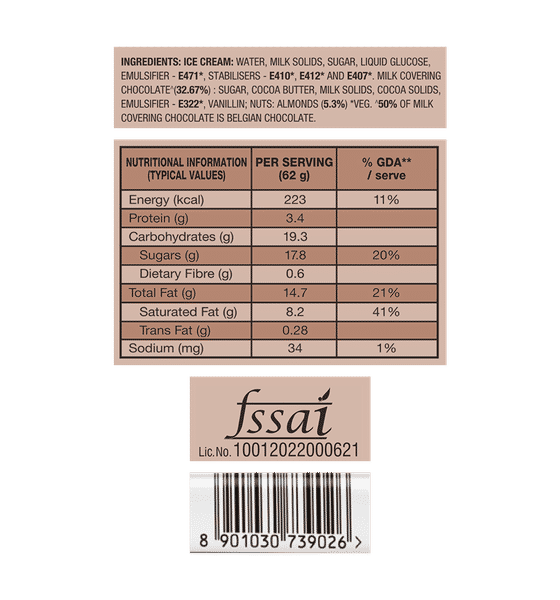 INGREDIENTS: ICE CREAM: WATER, MILK SOLIDS, SUGAR, LIQUID GLUCOSE,
EMULSIFIER - E471*, STABILISERS - E410*, E412* AND E407*. MILK COVERING
CHOCOLATE^(32.67%) : SUGAR, COCOA BUTTER, MILK SOLIDS, COCOA SOLIDS,
EMULSIFIER - E322*, VANILLIN; NUTS: ALMONDS (5.3%) *VEG. ^50% OF MILK
COVERING CHOCOLATE IS BELGIAN CHOCOLATE.
NUTRITIONAL INFORMATION (TYPICAL VALUES) PER SERVING (62 g) % GDA** / serve
Energy (kcal) 223 11%
Protein (g) 3.4
Carbohydrates (g) 19.3
Sugars (g) 17.8 20%
Dietary Fibre (g) 0.6
Total Fat (g) 14.7 21%
Saturated Fat (g) 8.2 41%
Trans Fat (g) 0.28
Sodium (mg) 34 1%
fssai
Lic.No. 10012022000621
8 901030 739026 >